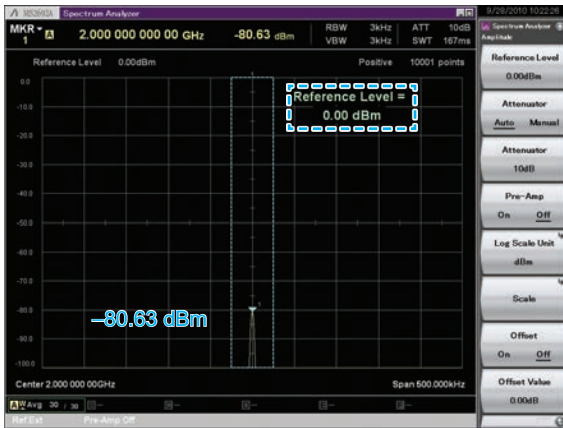 MS2692A Spectrum Analyzer
9/28/2010 10:22:26
MKR
1
A
2.000 000 000 00 GHz
-80.63 dBm
RBW 3kHz
VBW 3kHz
ATT 10dB
SWT 167ms
Reference Level 0.00dBm
Positive 10001 points
0.0
-10.0
-20.0
-30.0
-40.0
-50.0
-60.0
-70.0
-80.0
-90.0
-100.0
Reference Level =
0.00 dBm
1
–80.63 dBm
Center 2.000 000 00GHz
Span 500.000kHz
A W Avg 30 / 30
Ref.Ext Pre-Amp Off
Spectrum Analyzer
Amplitude
Reference Level
0.00dBm
Attenuator
Auto Manual
Attenuator
10dB
Pre-Amp
On Off
Log Scale Unit
dBm
Scale
Offset
On Off
Offset Value
0.00dB